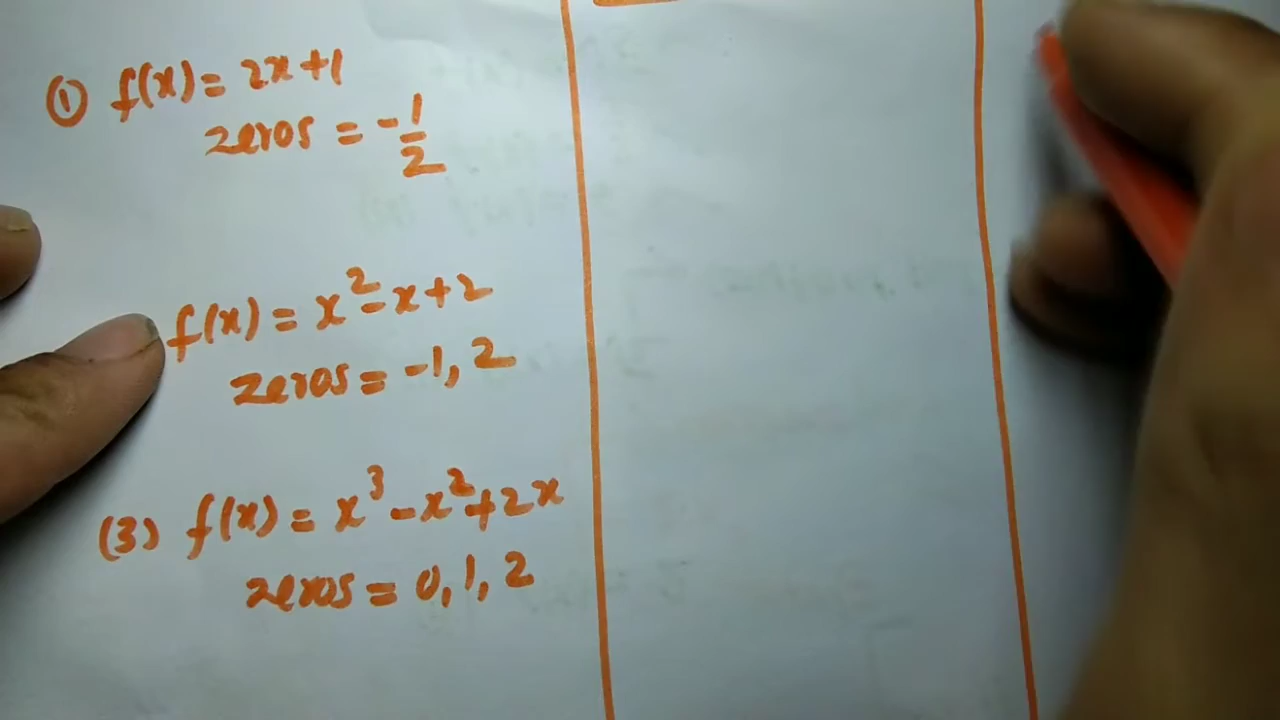 ① f(x) = 2x+1
zeros = -1/2
f(x) = x²-x+2
zeros = -1, 2
(3) f(x) = x³-x²+2x
zeros = 0, 1, 2